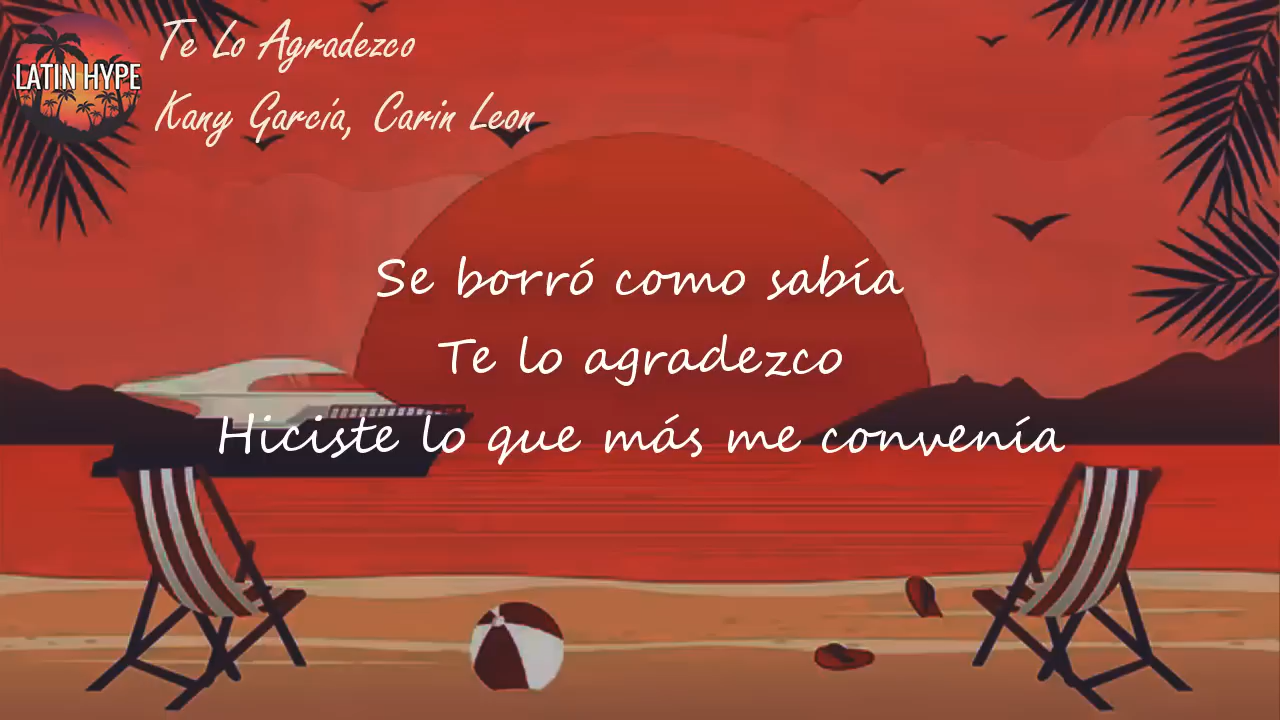 Te Lo Agradezco
LATIN HYPE
Kany García, Carin Leon
Se borró como sabía
Te lo agradezco
Hiciste lo que más me convenía